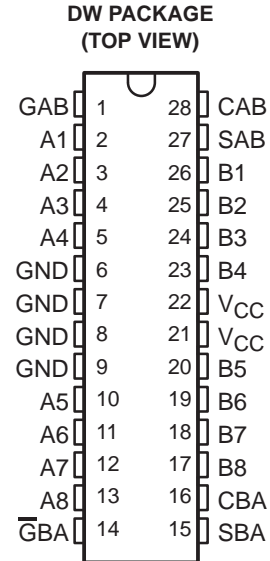 DW PACKAGE
(TOP VIEW)
GAB 1 28 CAB
A1 2 27 SAB
A2 3 26 B1
A3 4 25 B2
A4 5 24 B3
GND 6 23 B4
GND 7 22 VCC
GND 8 21 VCC
GND 9 20 B5
A5 10 19 B6
A6 11 18 B7
A7 12 17 B8
A8 13 16 CBA
G̅BA 14 15 SBA